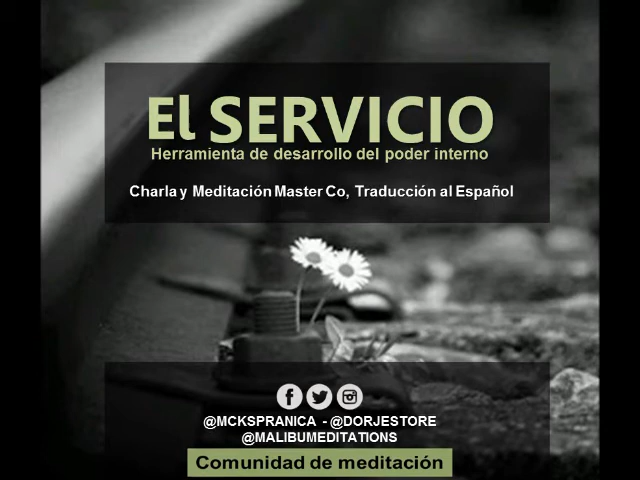 El SERVICIO
Herramienta de desarrollo del poder interno
Charla y Meditación Master Co, Traducción al Español
@MCKSPRANICA - @DORJESTORE
@MALIBUMEDITATIONS
Comunidad de meditación